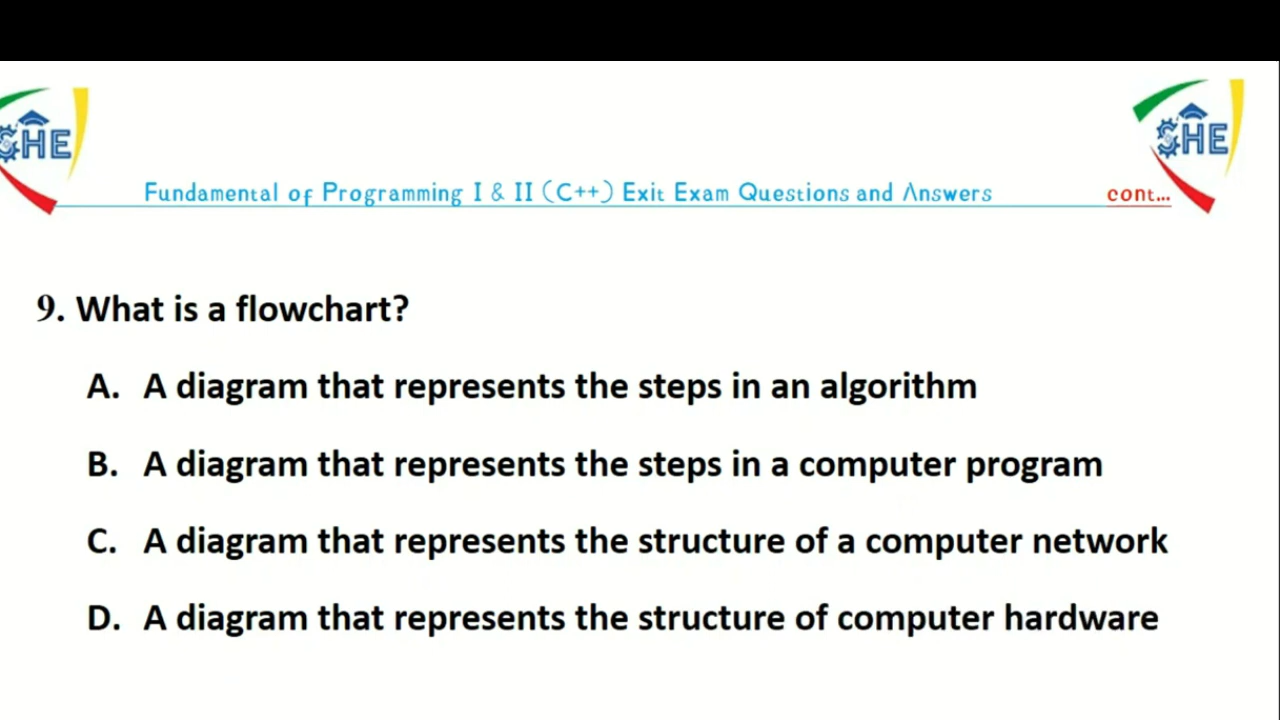 SHE
SHE
Fundamental of Programming I & II (C++) Exit Exam Questions and Answers cont...
9. What is a flowchart?
A. A diagram that represents the steps in an algorithm
B. A diagram that represents the steps in a computer program
C. A diagram that represents the structure of a computer network
D. A diagram that represents the structure of computer hardware